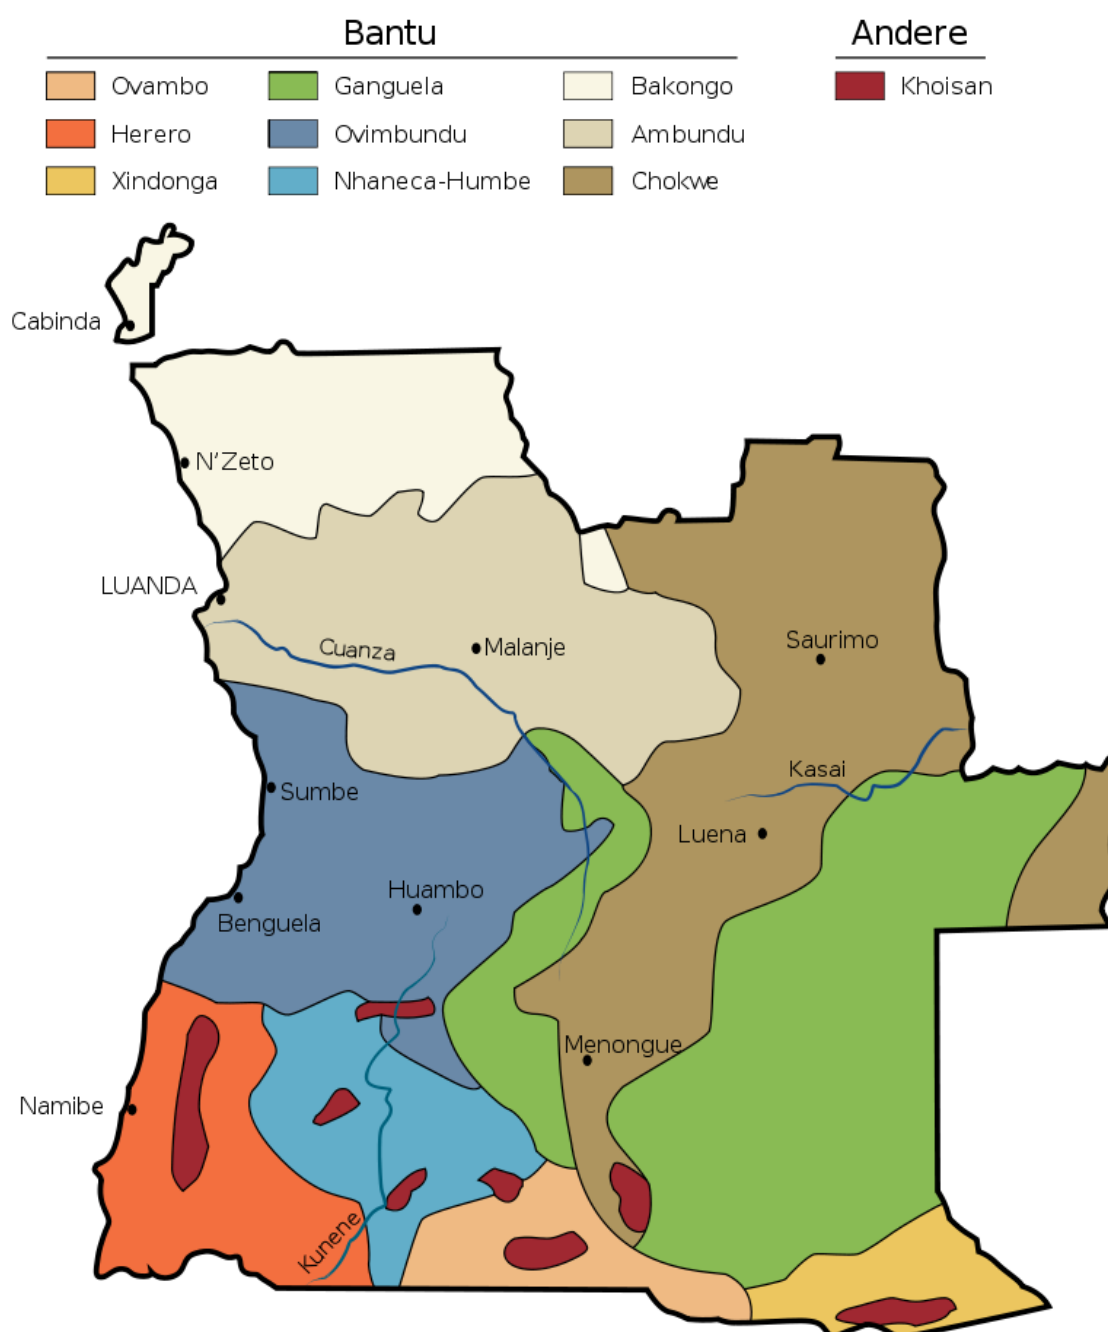 Bantu
Andere
Ovambo
Ganguela
Bakongo
Khoisan
Herero
Ovimbundu
Ambundu
Xindonga
Nhaneca-Humbe
Chokwe
Cabinda
N'Zeto
LUANDA
Cuanza
Malanje
Saurimo
Kasai
Sumbe
Luena
Huambo
Benguela
Menongue
Namibe
Kunene